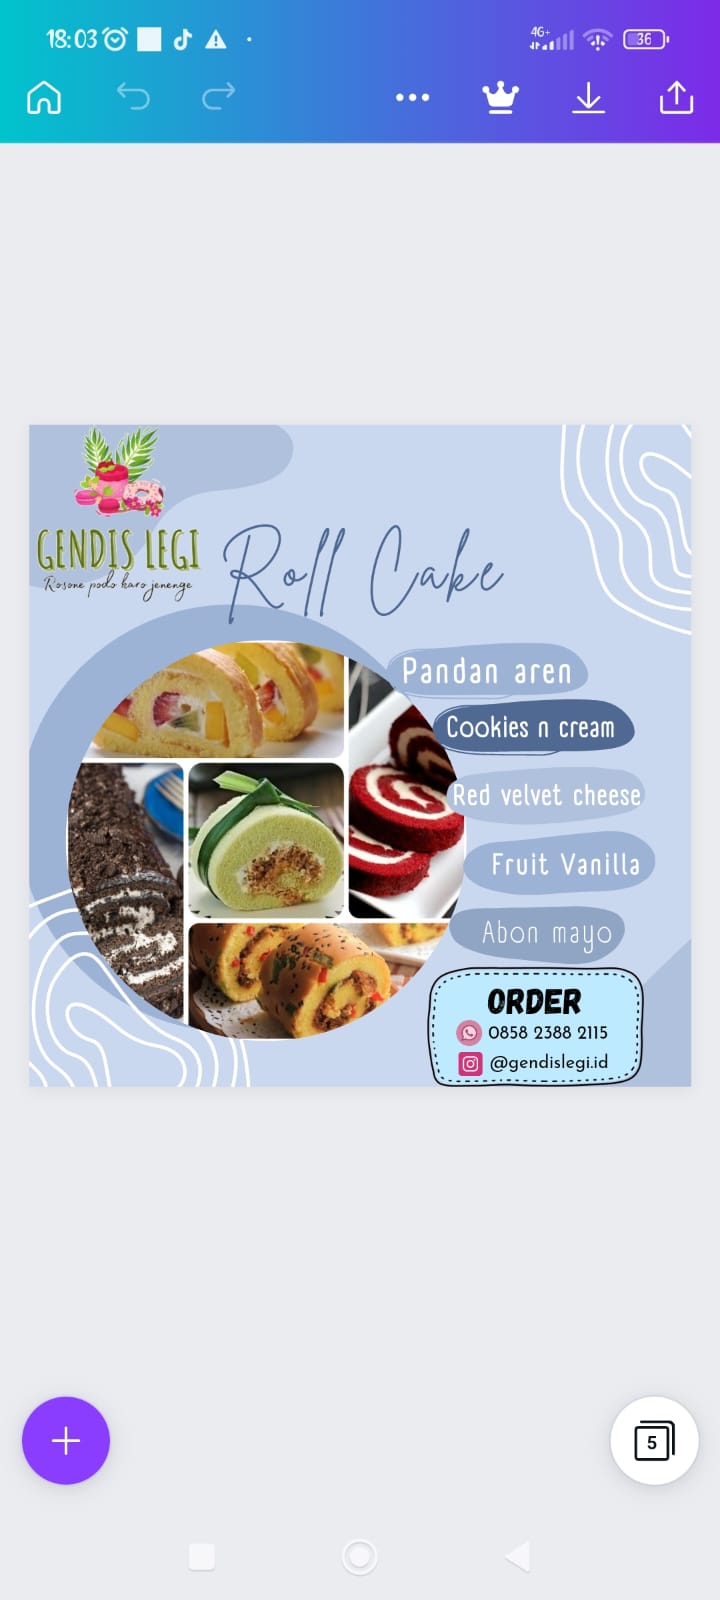 18:03
4G+
36
GENDIS LEGI
Rosone podo karo jenenge
Roll Cake
Pandan aren
Cookies n cream
Red velvet cheese
Fruit Vanilla
Abon mayo
ORDER
0858 2388 2115
@gendislegi.id
5